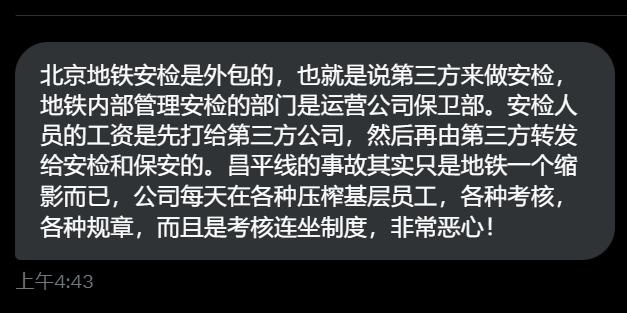 北京地铁安检是外包的，也就是说第三方来做安检，
地铁内部管理安检的部门是运营公司保卫部。安检人
员的工资是先打给第三方公司，然后再由第三方转发
给安检和保安的。昌平线的事故其实只是地铁一个缩
影而已，公司每天在各种压榨基层员工，各种考核，
各种规章，而且是考核连坐制度，非常恶心！
上午4:43